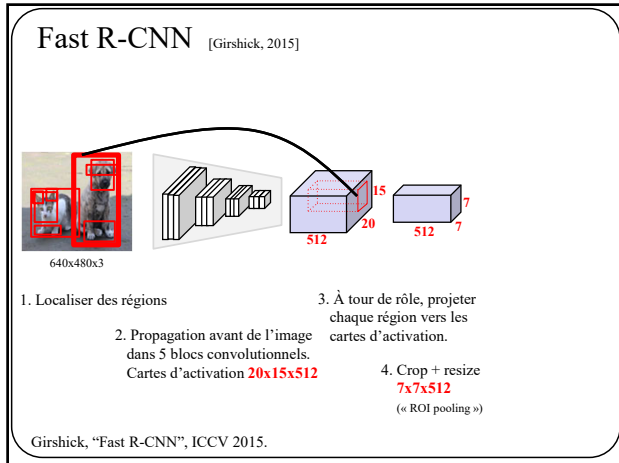 Fast R-CNN [Girshick, 2015]
15
20
512
7
7
512
640x480x3
1. Localiser des régions
2. Propagation avant de l’image
dans 5 blocs convolutionnels.
Cartes d’activation 20x15x512
3. À tour de rôle, projeter
chaque région vers les
cartes d’activation.
4. Crop + resize
7x7x512
(« ROI pooling »)
Girshick, “Fast R-CNN”, ICCV 2015.